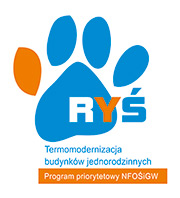 RYŚ
Termomodernizacja
budynków jednorodzinnych
Program priorytetowy NFOŚiGW